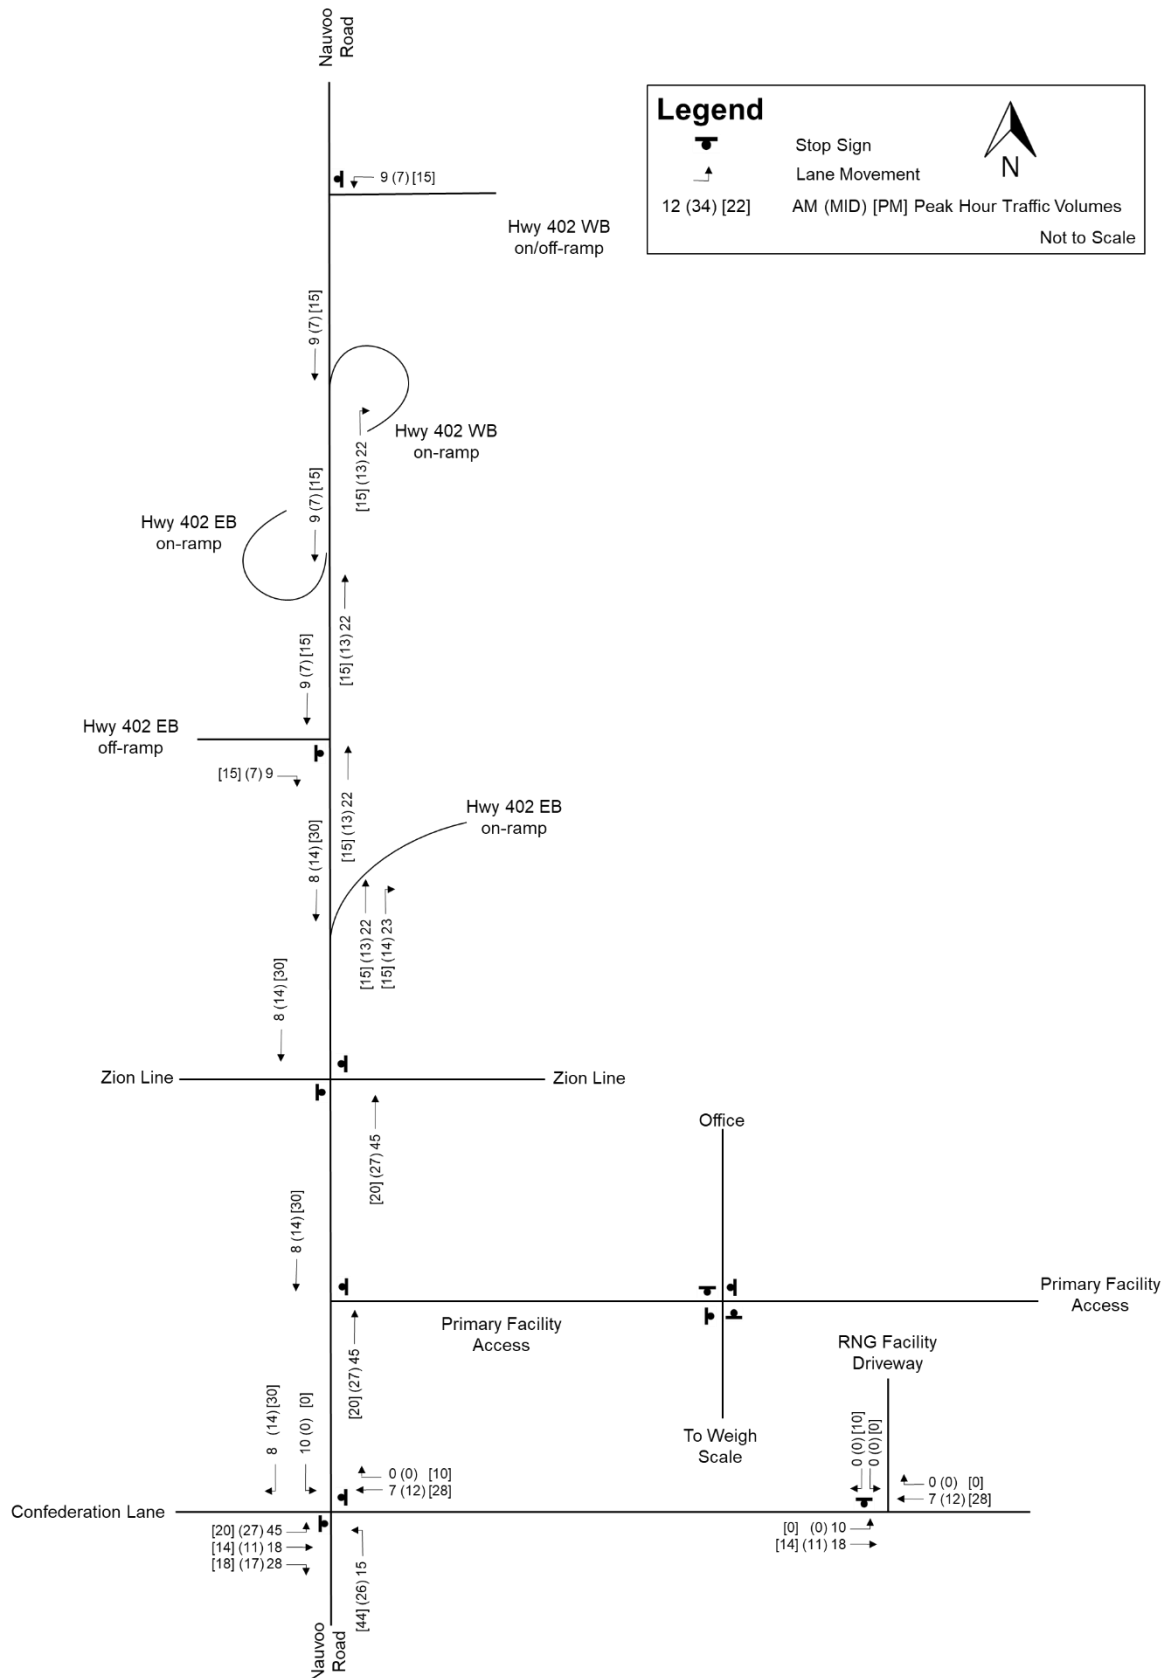 Nauvoo
Road
Legend
Stop Sign
Lane Movement
N
12 (34) [22]
AM (MID) [PM] Peak Hour Traffic Volumes
Not to Scale
9 (7) [15]
Hwy 402 WB
on/off-ramp
9 (7) [15]
[15] (13) 22
Hwy 402 WB
on-ramp
9 (7) [15]
Hwy 402 EB
on-ramp
[15] (13) 22
9 (7) [15]
Hwy 402 EB
off-ramp
[15] (7) 9
[15] (13) 22
Hwy 402 EB
on-ramp
8 (14) [30]
[15] (13) 22
[15] (14) 23
8 (14) [30]
Zion Line
Zion Line
[20] (27) 45
Office
8 (14) [30]
Primary Facility
Access
Primary Facility
Access
[20] (27) 45
RNG Facility
Driveway
To Weigh
Scale
8 (14) [30]
10 (0) [0]
0 (0) [10]
7 (12) [28]
0 (0) [10]
0 (0) [0]
0 (0) [0]
7 (12) [28]
Confederation Lane
[20] (27) 45
[14] (11) 18
[18] (17) 28
[0] (0) 10
[14] (11) 18
[44] (26) 15
Nauvoo
Road